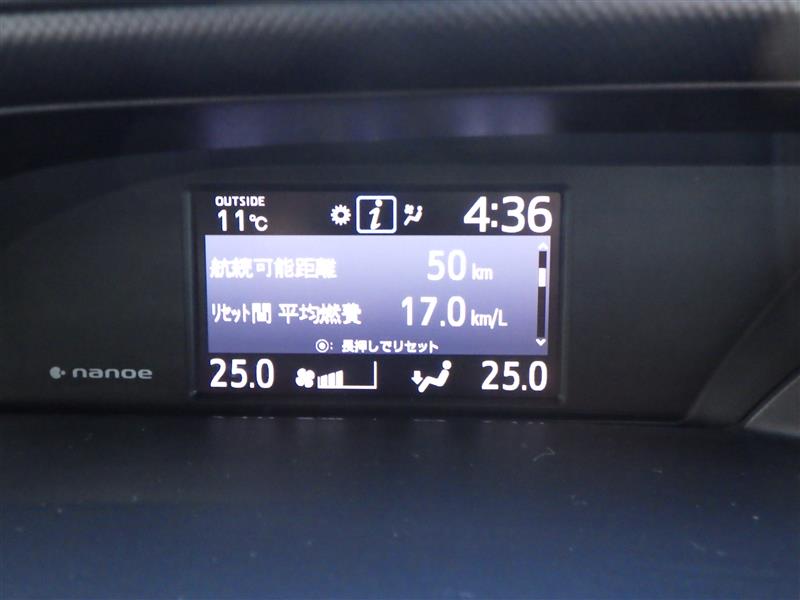 OUTSIDE
11℃
4:36
航続可能距離 50 km
リセット間 平均燃費 17.0 km/L
◉: 長押しでリセット
25.0 25.0
nanoe